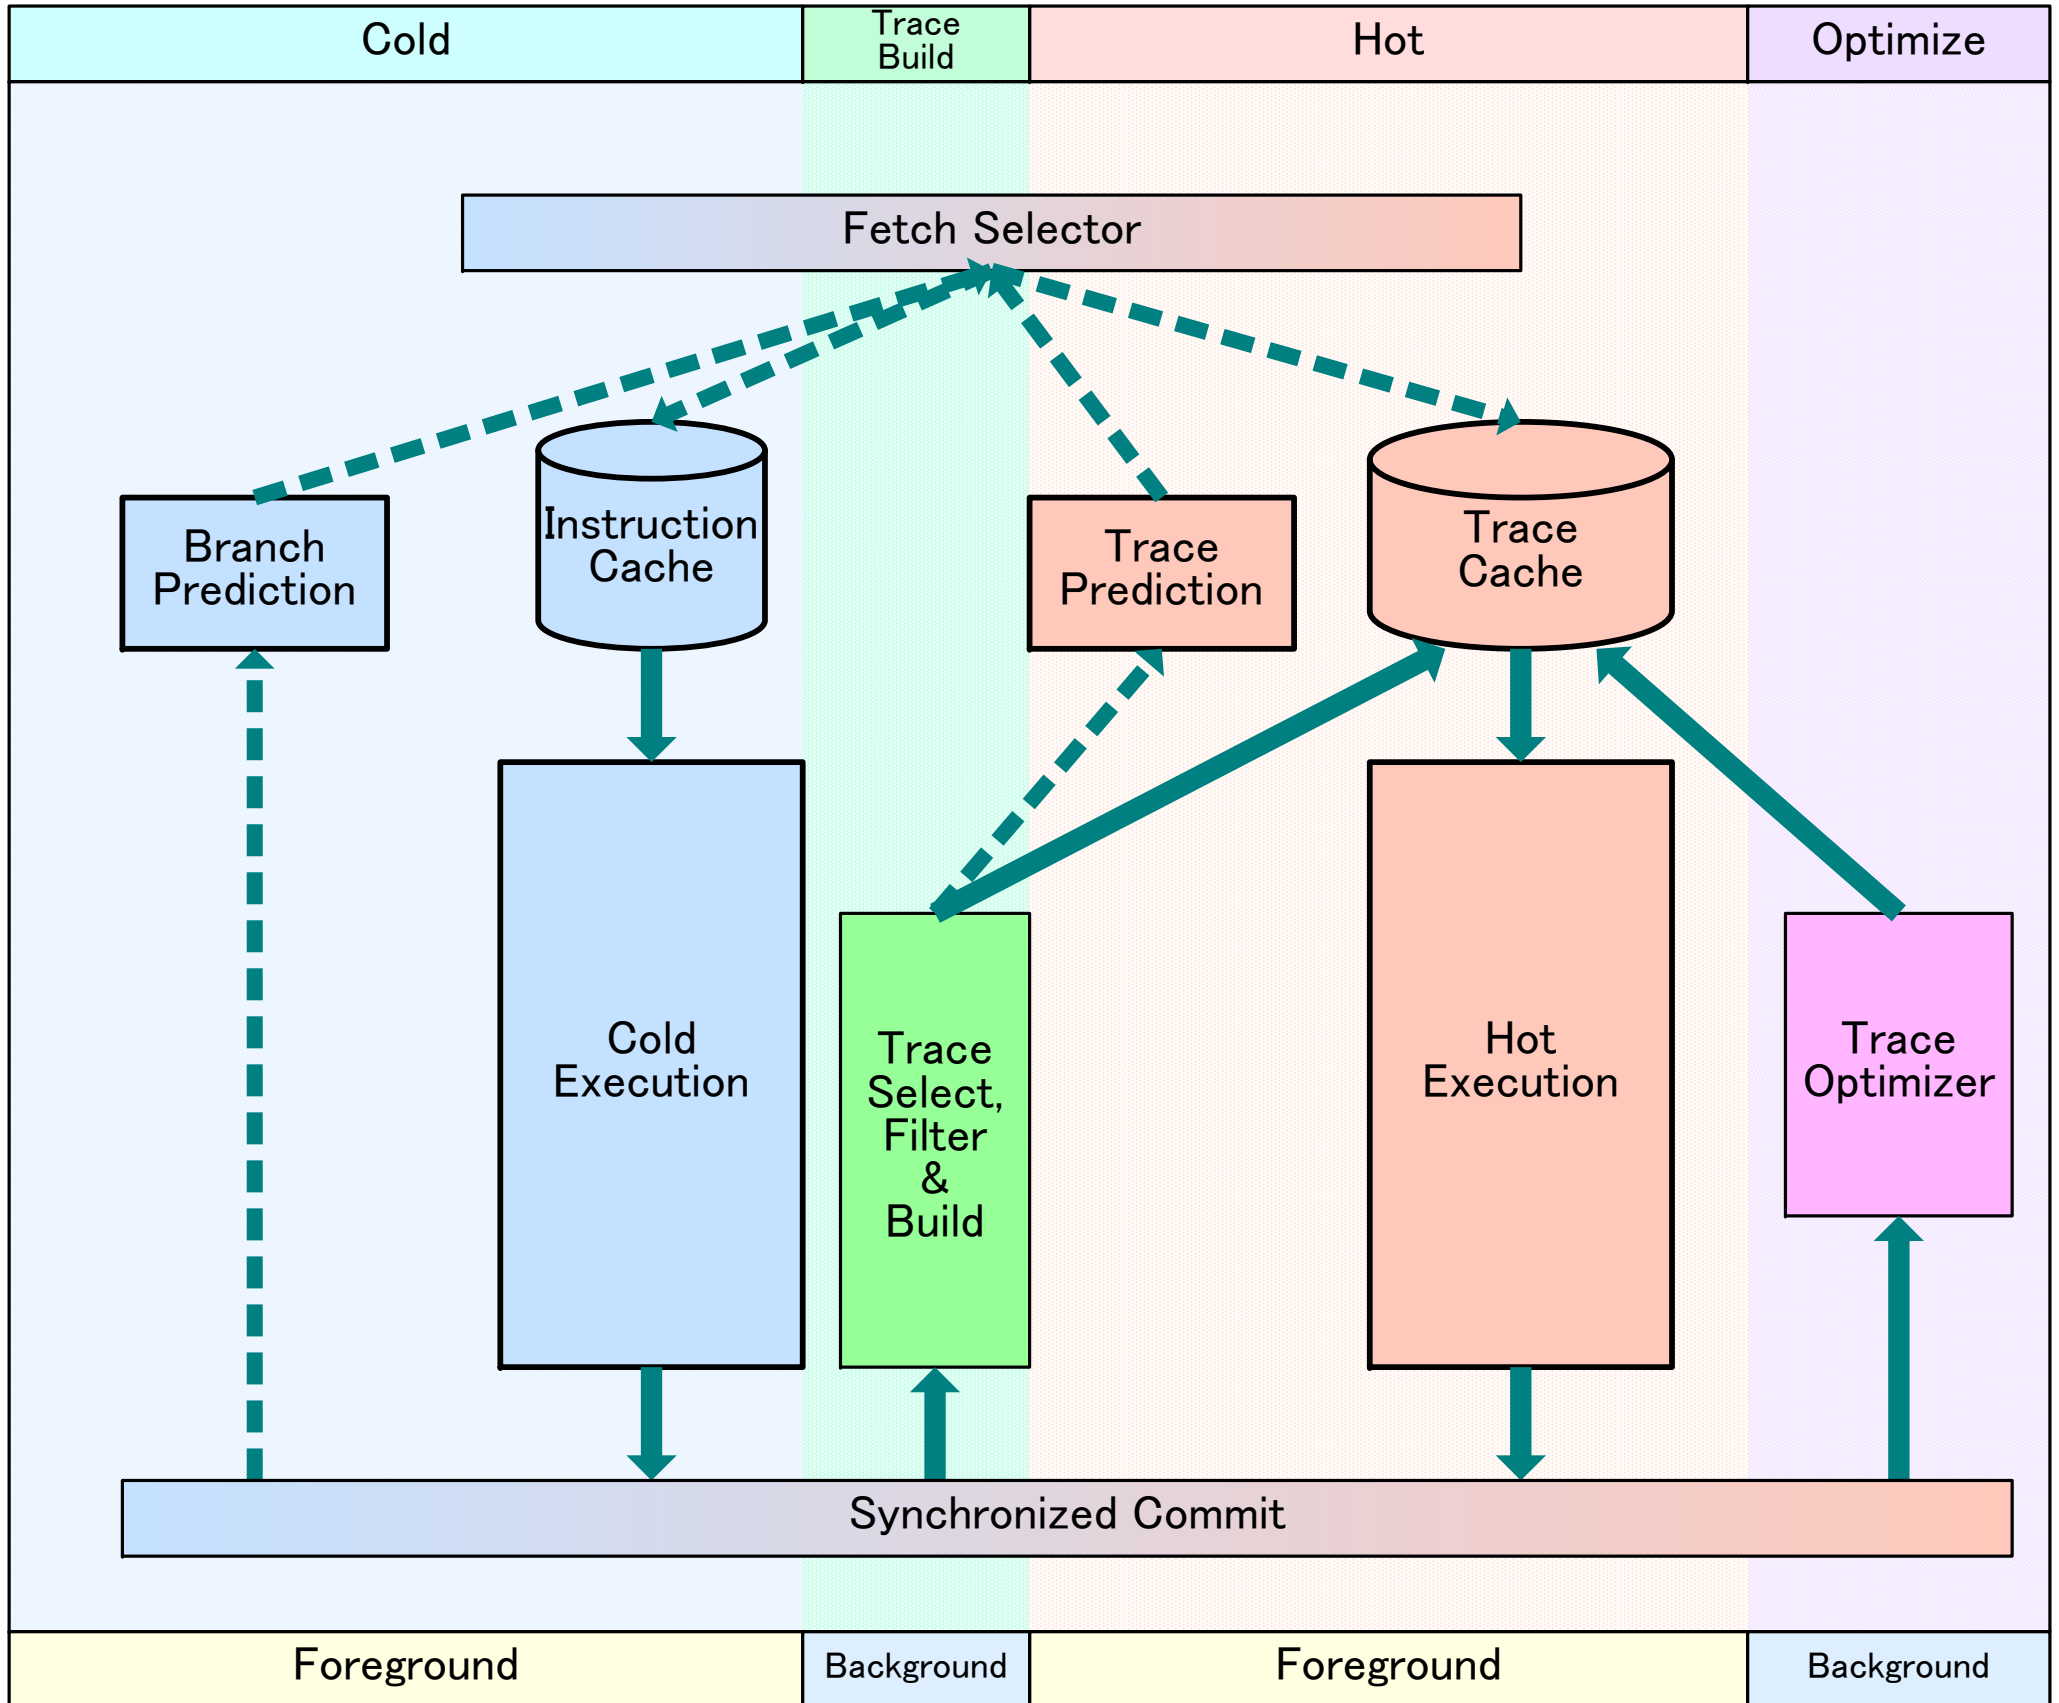 Cold
Trace
Build
Hot
Optimize
Fetch Selector
Branch
Prediction
Instruction
Cache
Trace
Prediction
Trace
Cache
Cold
Execution
Trace
Select,
Filter
&
Build
Hot
Execution
Trace
Optimizer
Synchronized Commit
Foreground
Background
Foreground
Background